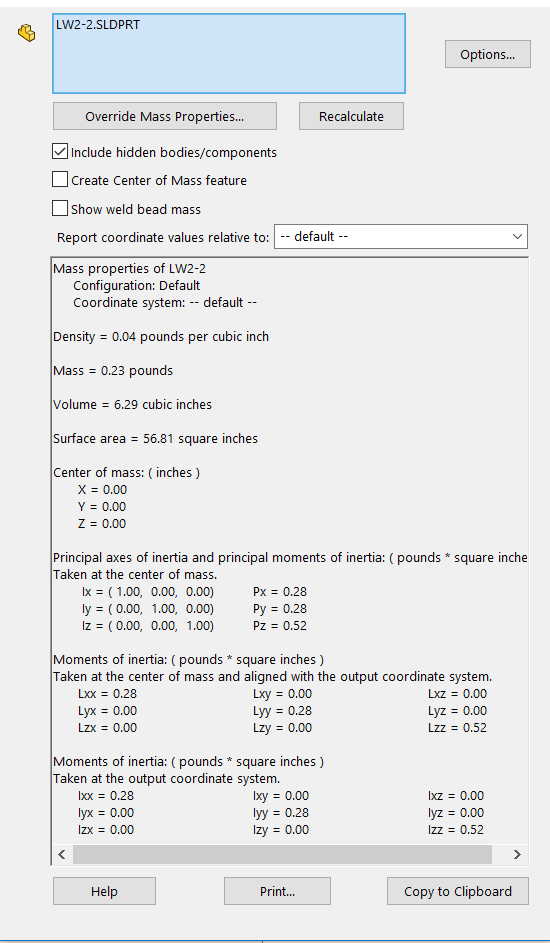 LW2-2.SLDPRT
Options...
Override Mass Properties...
Recalculate
Include hidden bodies/components
Create Center of Mass feature
Show weld bead mass
Report coordinate values relative to: -- default --
Mass properties of LW2-2
Configuration: Default
Coordinate system: -- default --
Density = 0.04 pounds per cubic inch
Mass = 0.23 pounds
Volume = 6.29 cubic inches
Surface area = 56.81 square inches
Center of mass: ( inches )
X = 0.00
Y = 0.00
Z = 0.00
Principal axes of inertia and principal moments of inertia: ( pounds * square inche
Taken at the center of mass.
Ix = ( 1.00, 0.00, 0.00) Px = 0.28
Iy = ( 0.00, 1.00, 0.00) Py = 0.28
Iz = ( 0.00, 0.00, 1.00) Pz = 0.52
Moments of inertia: ( pounds * square inches )
Taken at the center of mass and aligned with the output coordinate system.
Lxx = 0.28 Lxy = 0.00 Lxz = 0.00
Lyx = 0.00 Lyy = 0.28 Lyz = 0.00
Lzx = 0.00 Lzy = 0.00 Lzz = 0.52
Moments of inertia: ( pounds * square inches )
Taken at the output coordinate system.
Ixx = 0.28 Ixy = 0.00 Ixz = 0.00
Iyx = 0.00 Iyy = 0.28 Iyz = 0.00
Izx = 0.00 Izy = 0.00 Izz = 0.52
Help
Print...
Copy to Clipboard